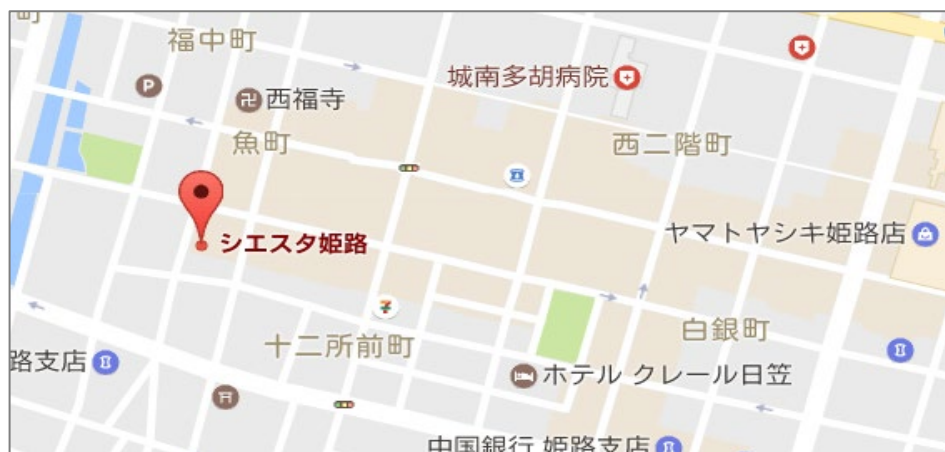 町
福中町
城南多胡病院
西福寺
魚町
西二階町
シエスタ姫路
ヤマトヤシキ姫路店
7
十二所前町
白銀町
路支店
ホテル クレール日笠
中国銀行 姫路支店